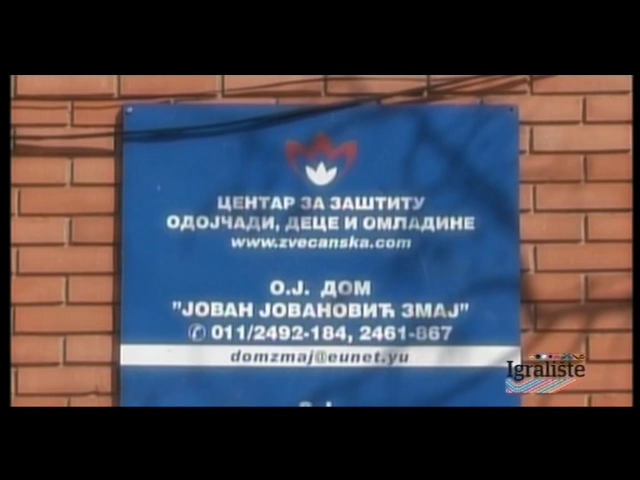 ЦЕНТАР ЗА ЗАШТИТУ
ОДОЈЧАДИ, ДЕЦЕ И ОМЛАДИНЕ
www.zvecanska.com
О.Ј. ДОМ
"ЈОВАН ЈОВАНОВИЋ ЗМАЈ"
✆ 011/2492-184, 2461-867
domzmaj@eunet.yu
Igraliste